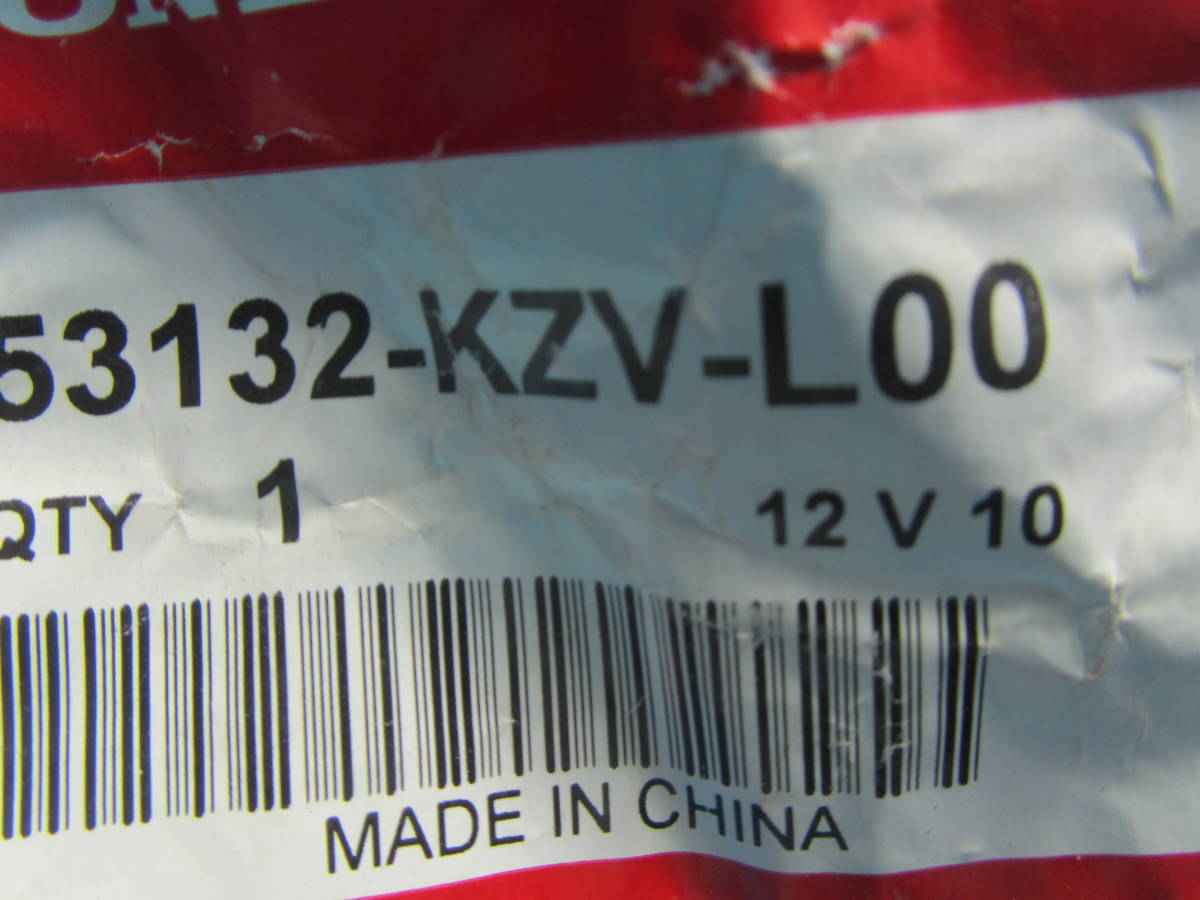 53132-KZV-L00
QTY 1 12 V 10
MADE IN CHINA